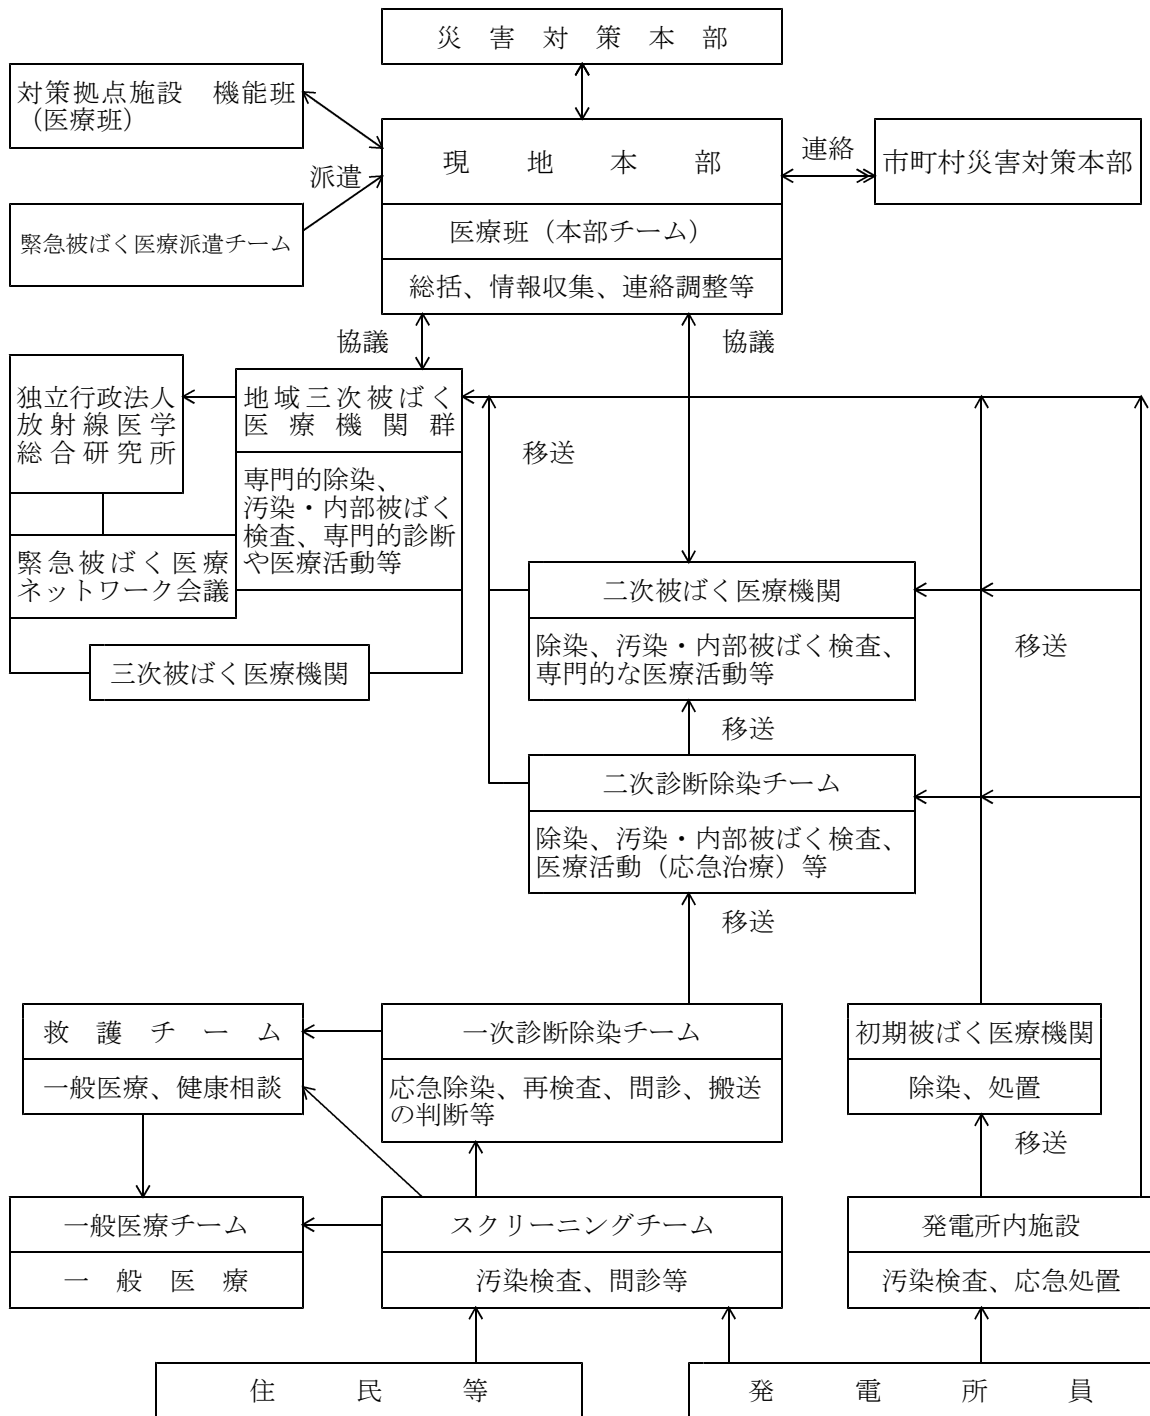 災害対策本部
対策拠点施設 機能班
（医療班）
現地本部
連絡
市町村災害対策本部
派遣
緊急被ばく医療派遣チーム
医療班（本部チーム）
総括、情報収集、連絡調整等
協議
協議
独立行政法人
放射線医学
総合研究所
地域三次被ばく
医療機関群
移送
専門的除染、
汚染・内部被ばく
検査、専門的診断
や医療活動等
緊急被ばく医療
ネットワーク会議
三次被ばく医療機関
二次被ばく医療機関
除染、汚染・内部被ばく検査、
専門的な医療活動等
移送
移送
二次診断除染チーム
除染、汚染・内部被ばく検査、
医療活動（応急治療）等
移送
救護チーム
一般医療、健康相談
一次診断除染チーム
応急除染、再検査、問診、搬送
の判断等
初期被ばく医療機関
除染、処置
移送
一般医療チーム
一般医療
スクリーニングチーム
汚染検査、問診等
発電所内施設
汚染検査、応急処置
住民等
発電所員